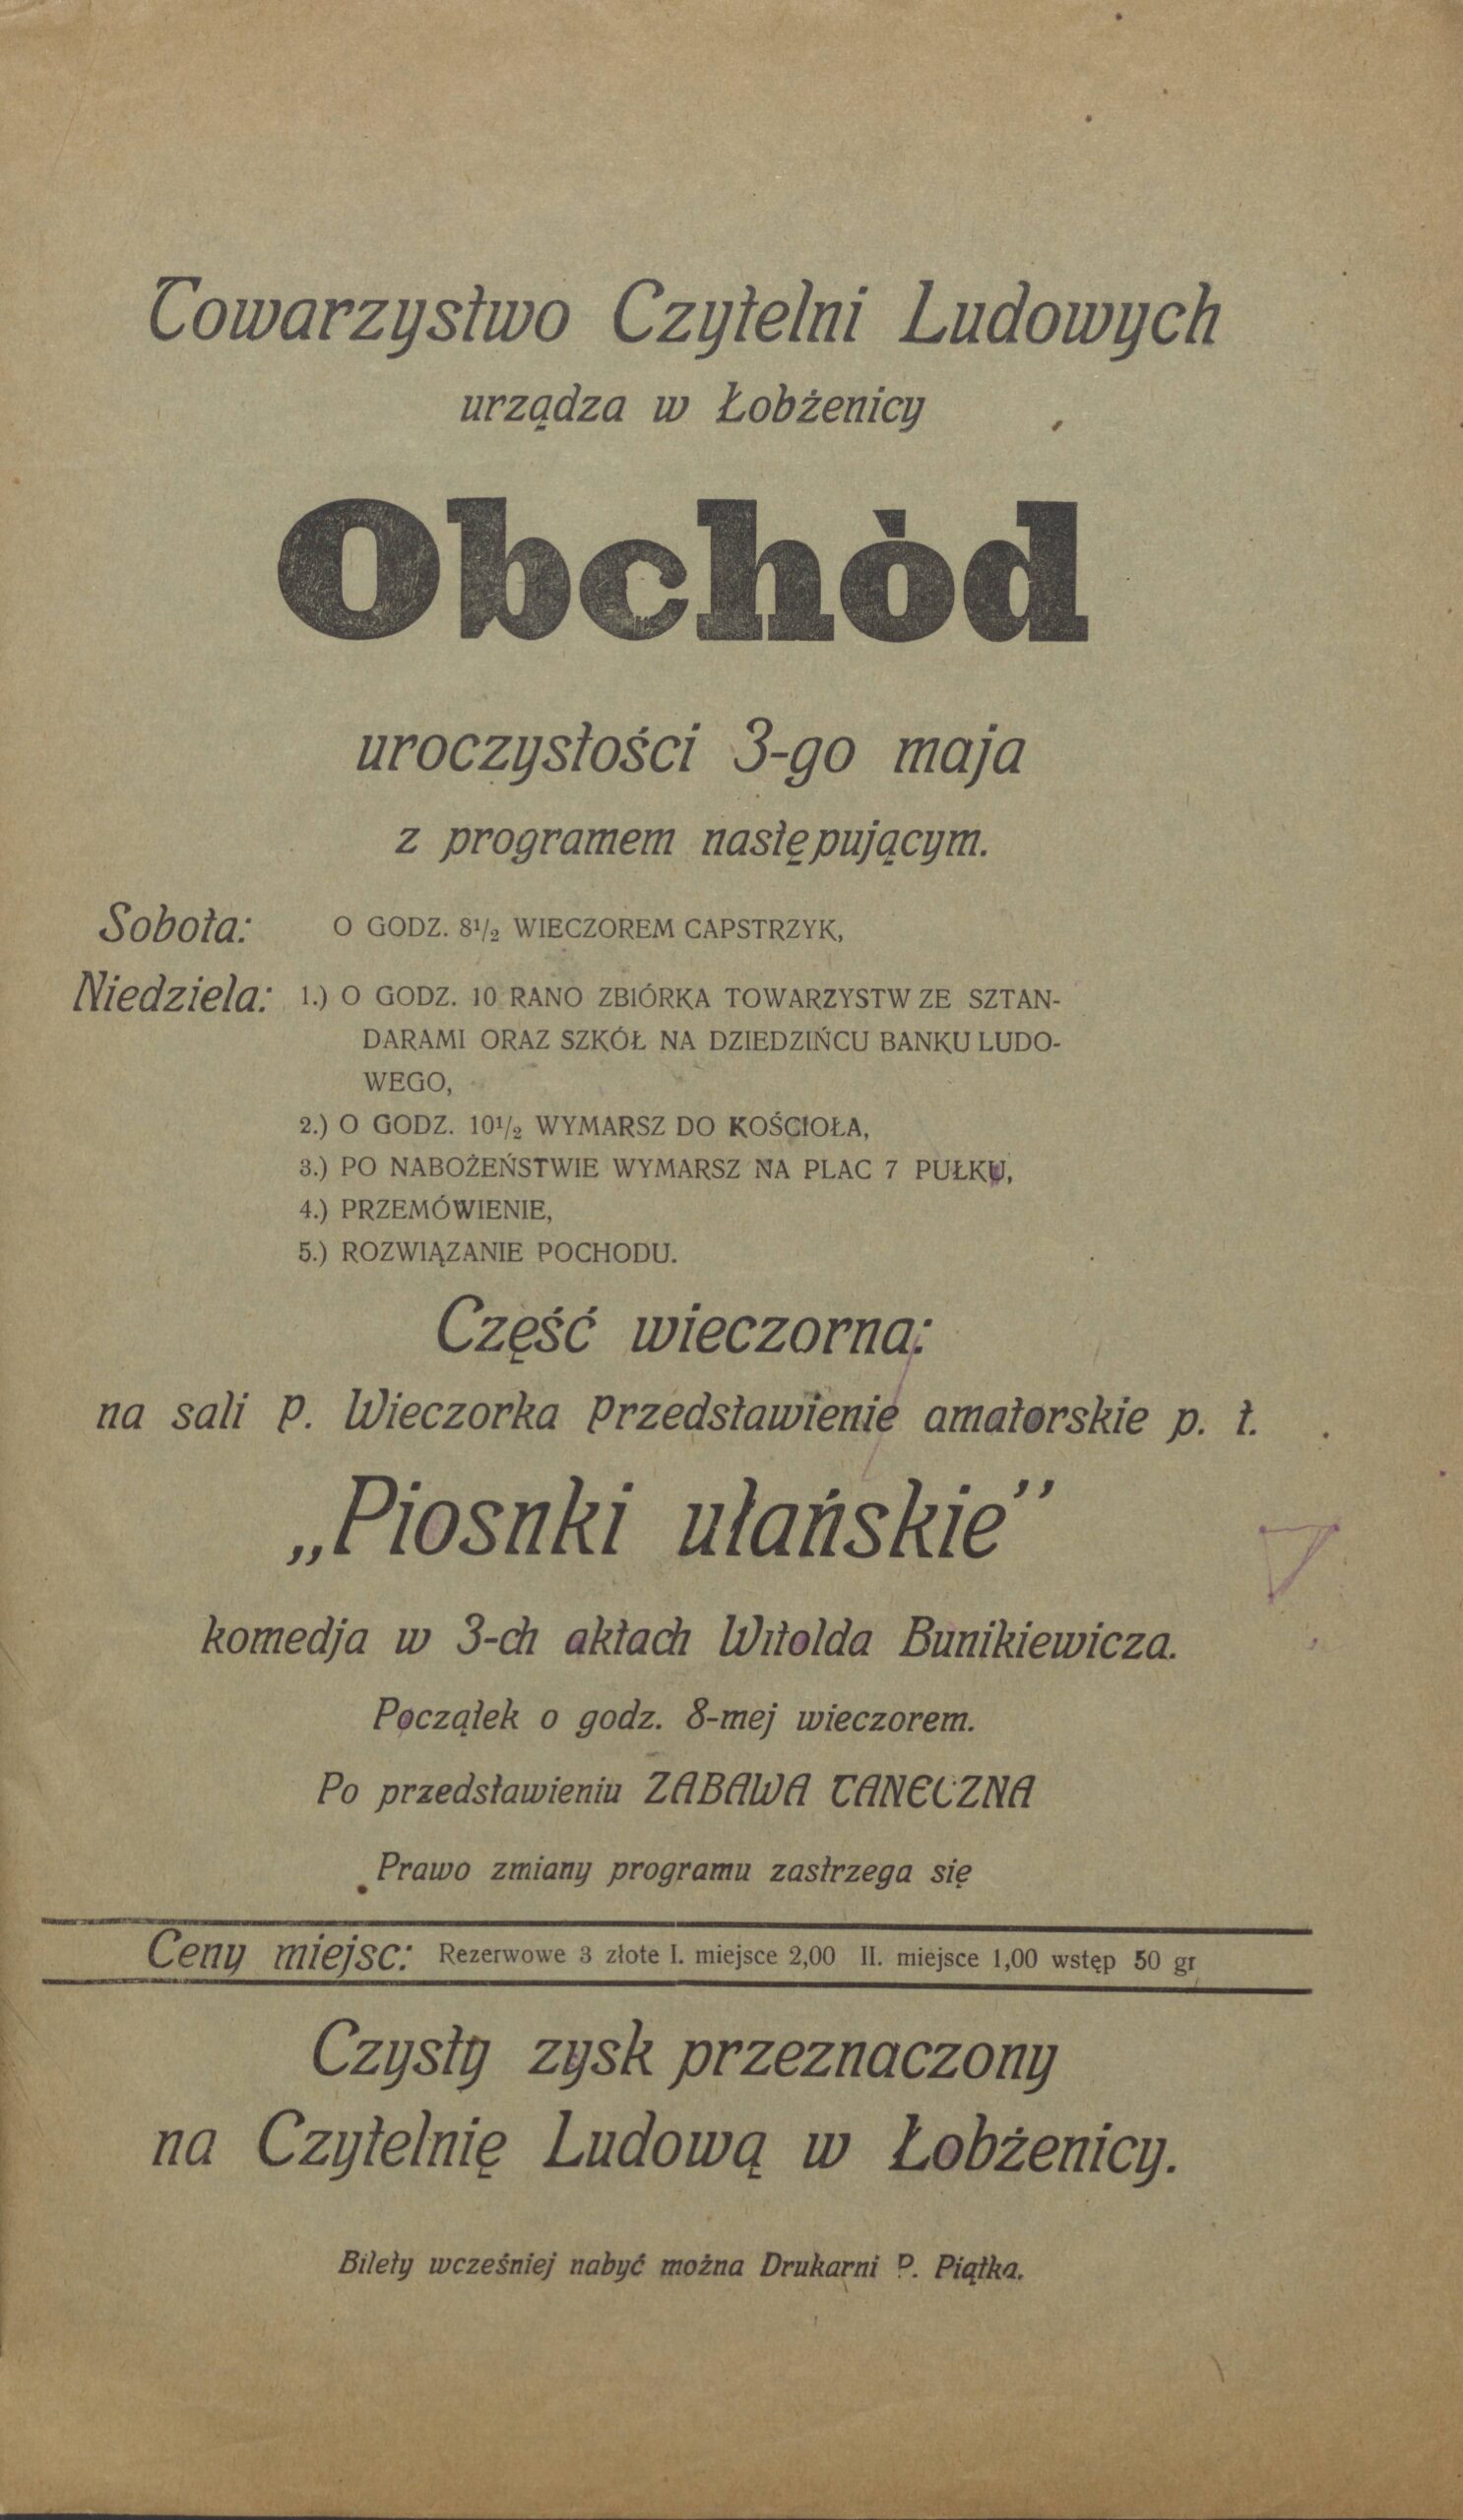 Towarzystwo Czytelni Ludowych
urządza w Łobżenicy
Obchòd
uroczystości 3-go maja
z programem następującym.
Sobota: O GODZ. 8½ WIECZOREM CAPSTRZYK,
Niedziela: 1.) O GODZ. 10 RANO ZBIÓRKA TOWARZYSTW ZE SZTAN-
DARAMI ORAZ SZKÓŁ NA DZIEDZIŃCU BANKU LUDO-
WEGO,
2.) O GODZ. 10½ WYMARSZ DO KOŚCIOŁA,
3.) PO NABOŻEŃSTWIE WYMARSZ NA PLAC 7 PUŁKU,
4.) PRZEMÓWIENIE,
5.) ROZWIĄZANIE POCHODU.
Część wieczorna:
na sali p. Wieczorka przedstawienie amatorskie p. t.
„Piosnki ułańskie”
komedja w 3-ch aktach Witolda Bunikiewicza.
Początek o godz. 8-mej wieczorem.
Po przedstawieniu ZABAWA TANECZNA
Prawo zmiany programu zastrzega się
Ceny miejsc: Rezerwowe 3 złote I. miejsce 2,00 II. miejsce 1,00 wstęp 50 gr
Czysty zysk przeznaczony
na Czytelnię Ludową w Łobżenicy.
Bilety wcześniej nabyć można Drukarni P. Piątka.